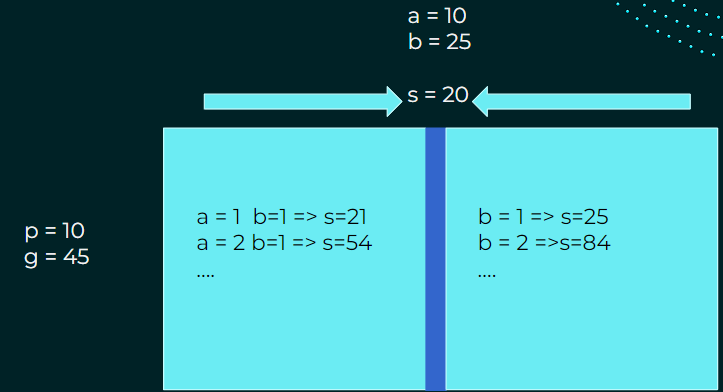 a = 10
b = 25
s = 20
p = 10
g = 45
a = 1  b=1 => s=21
a = 2 b=1 => s=54
....
b = 1 => s=25
b = 2 =>s=84
....